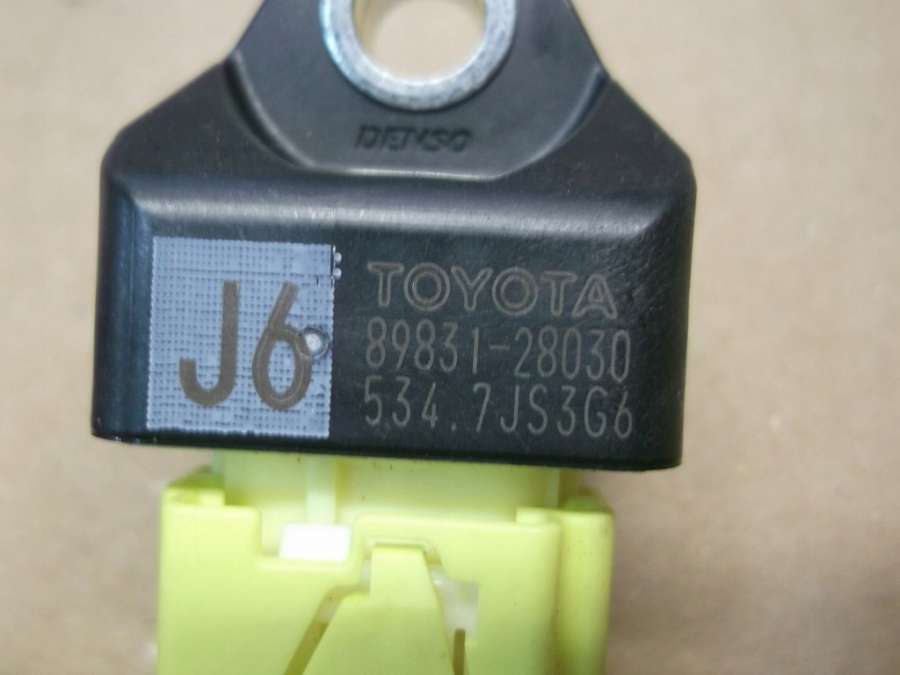 DENSO
J6
TOYOTA
89831-28030
534.7JS3G6